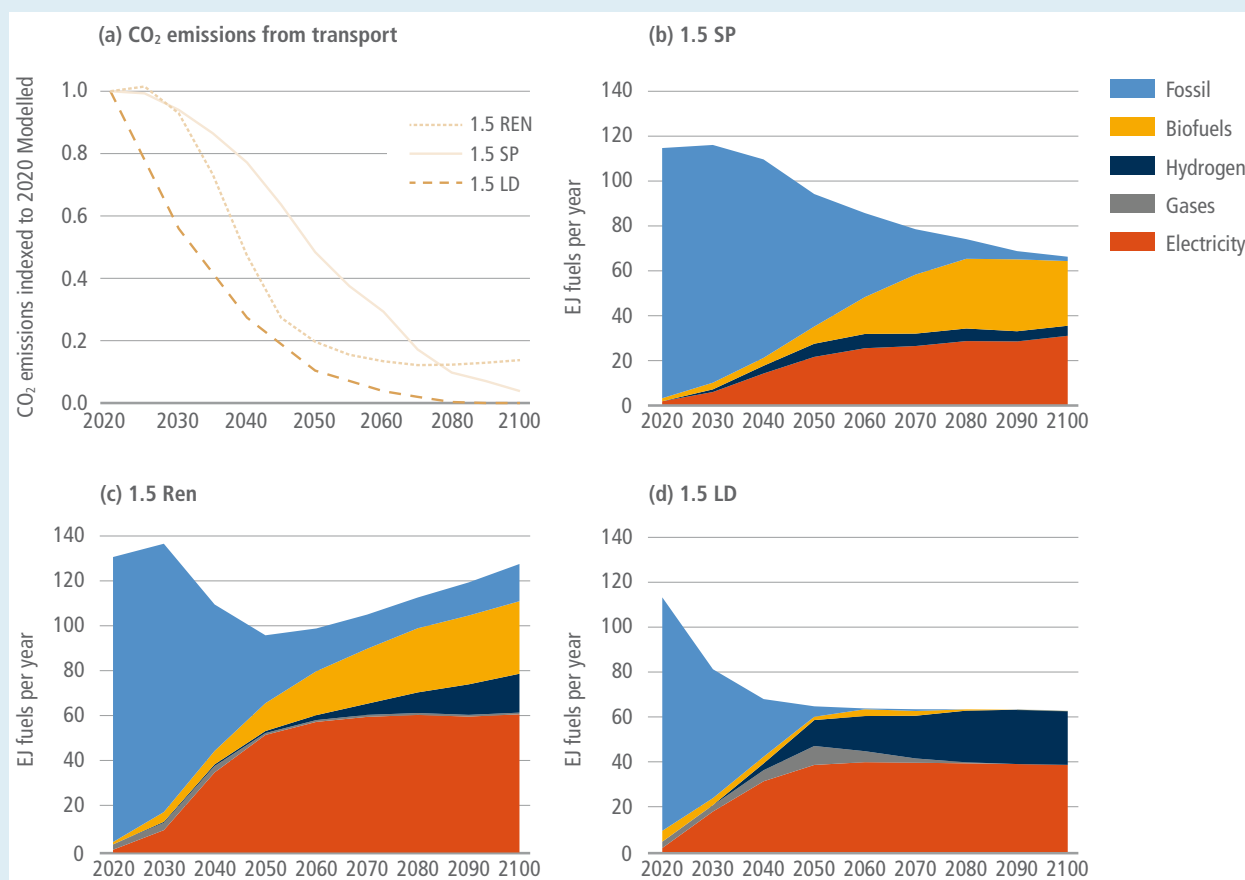 (a) CO₂ emissions from transport
CO₂ emissions indexed to 2020 Modelled
1.0
0.8
0.6
0.4
0.2
0.0
2020 2030 2040 2050 2060 2080 2100
1.5 REN
1.5 SP
1.5 LD
(b) 1.5 SP
EJ fuels per year
140
120
100
80
60
40
20
0
2020 2030 2040 2050 2060 2070 2080 2090 2100
Fossil
Biofuels
Hydrogen
Gases
Electricity
(c) 1.5 Ren
EJ fuels per year
140
120
100
80
60
40
20
0
2020 2030 2040 2050 2060 2070 2080 2090 2100
(d) 1.5 LD
EJ fuels per year
140
120
100
80
60
40
20
0
2020 2030 2040 2050 2060 2070 2080 2090 2100